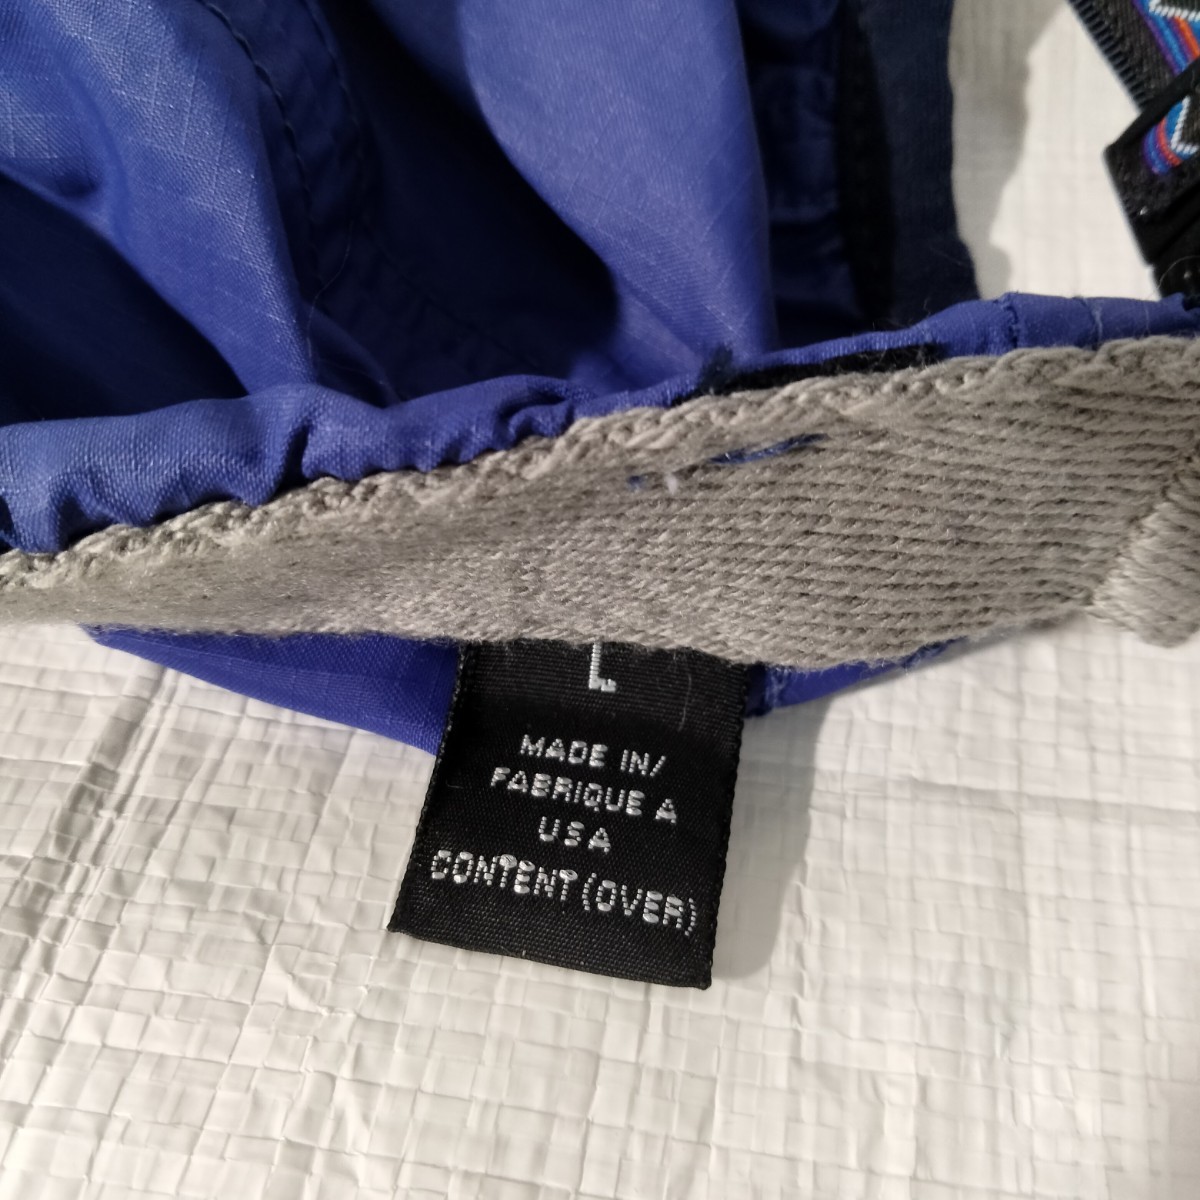 L
MADE IN/
FABRIQUE A
USA
CONTENT (OVER)